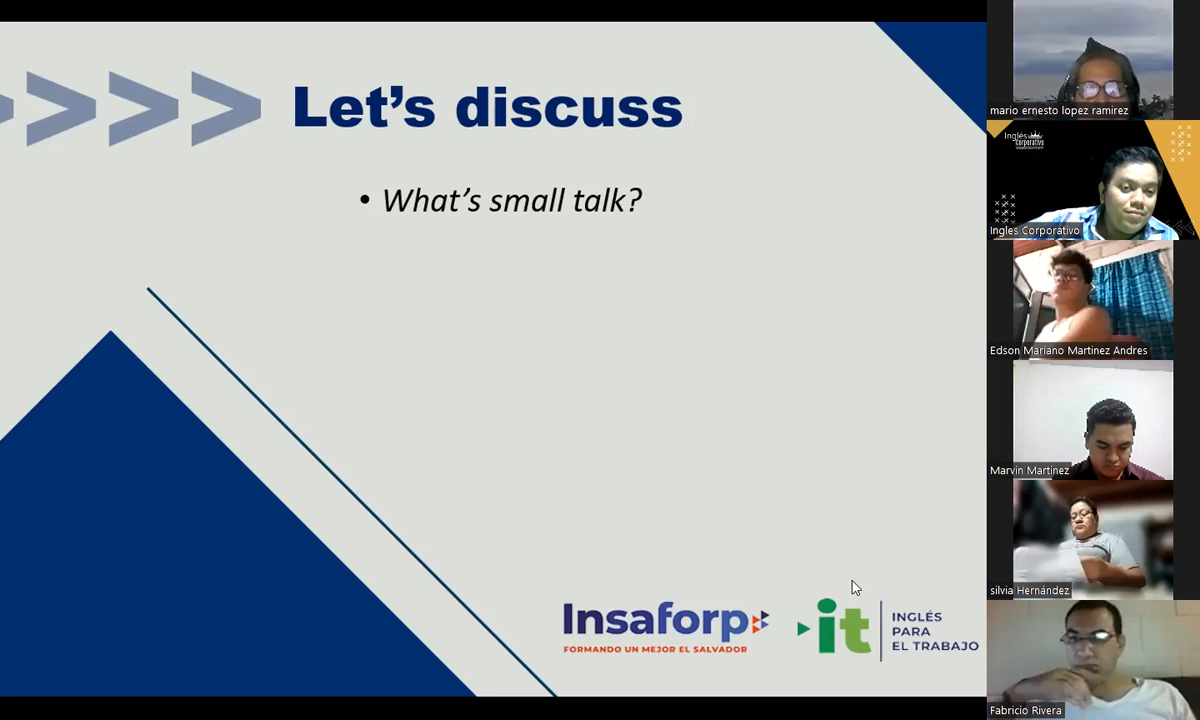 Let's discuss
• What's small talk?
Insaforp
FORMANDO UN MEJOR EL SALVADOR
it
INGLÉS
PARA
EL TRABAJO
mario ernesto lopez ramirez
Inglés
corporativo
Ingles Corporativo
Edson Mariano Martinez Andres
Marvin Martinez
silvia Hernández
Fabricio Rivera